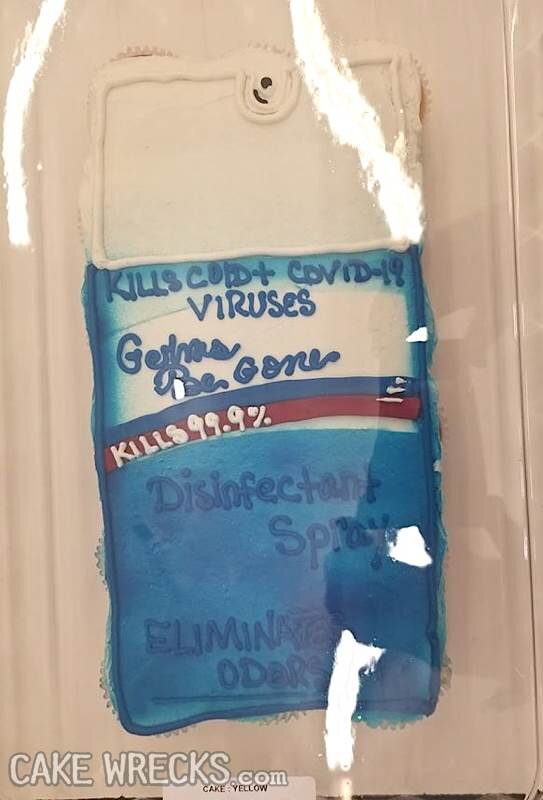 KILLS COLD + COVID-19
VIRUSES
Germs
Be Gone
KILLS 99.9%
Disinfectant
Spray
ELIMINATES
ODORS
CAKE WRECKS.com
CAKE : YELLOW